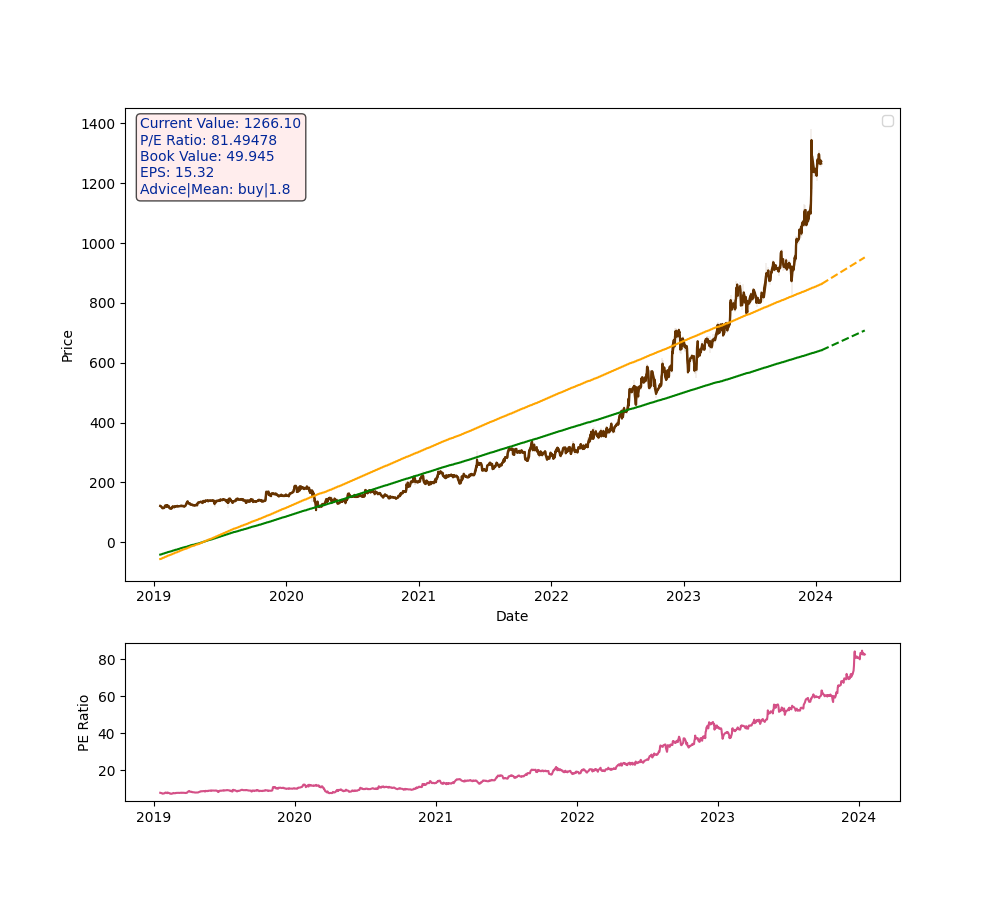 Current Value: 1266.10
P/E Ratio: 81.49478
Book Value: 49.945
EPS: 15.32
Advice|Mean: buy|1.8
1400
1200
1000
800
600
400
200
0
Price
2019 2020 2021 2022 2023 2024
Date
80
60
40
20
PE Ratio
2019 2020 2021 2022 2023 2024